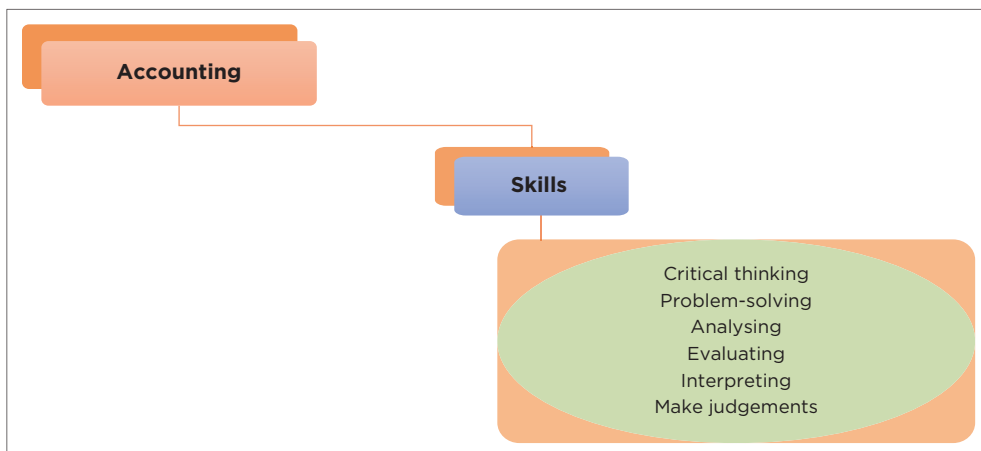 Accounting
Skills
Critical thinking
Problem-solving
Analysing
Evaluating
Interpreting
Make judgements